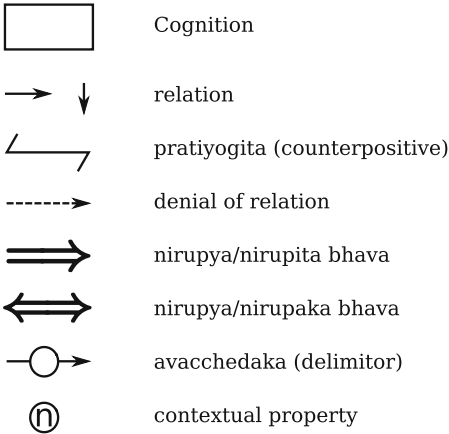 Cognition
relation
pratiyogita (counterpositive)
denial of relation
nirupya/nirupita bhava
nirupya/nirupaka bhava
avacchedaka (delimitor)
n contextual property